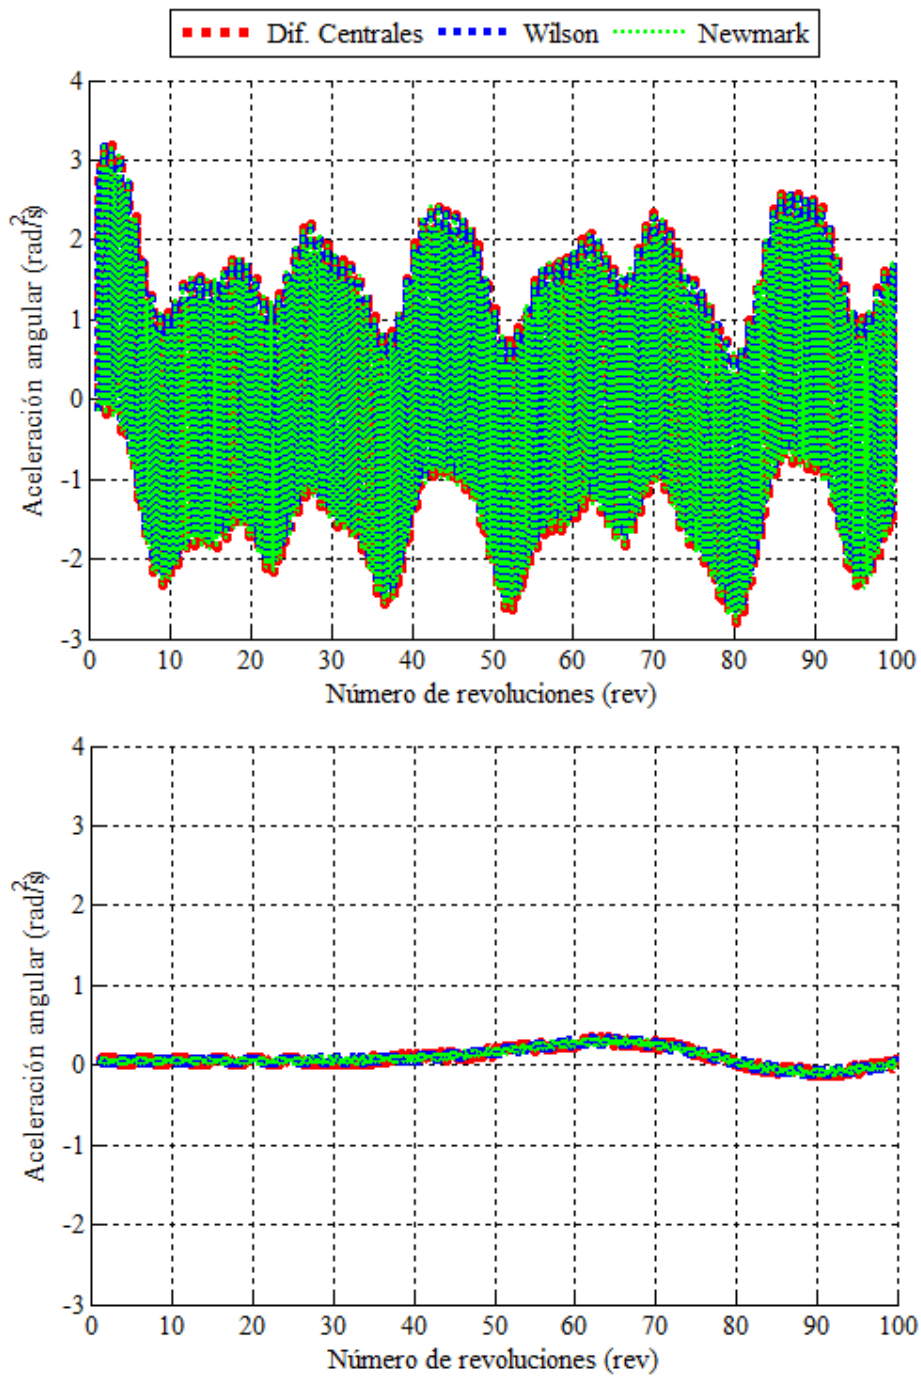 Dif. Centrales Wilson Newmark
Aceleración angular (rad/s²)
4
3
2
1
0
-1
-2
-3
0 10 20 30 40 50 60 70 80 90 100
Número de revoluciones (rev)
Aceleración angular (rad/s²)
4
3
2
1
0
-1
-2
-3
0 10 20 30 40 50 60 70 80 90 100
Número de revoluciones (rev)